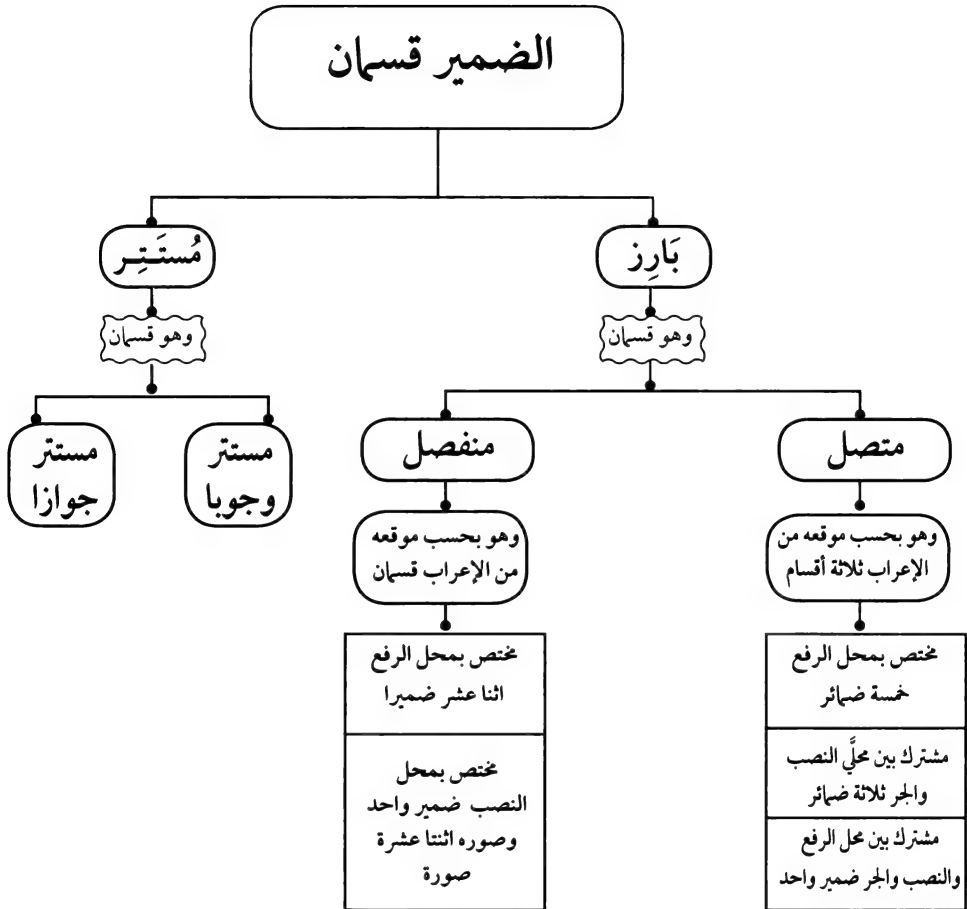 الضمير قسمان
بَارِز
مُستَتِر
وهو قسمان
وهو قسمان
متصل
منفصل
مستتر
وجوبا
مستتر
جوازا
وهو بحسب موقعه من
الإعراب ثلاثة أقسام
وهو بحسب موقعه
من الإعراب قسمان
مختص بمحل الرفع
خمسة ضمائر
مشترك بين محلَّي النصب
والجر ثلاثة ضمائر
مشترك بين محل الرفع
والنصب والجر ضمير واحد
مختص بمحل الرفع
اثنا عشر ضميرا
مختص بمحل
النصب ضمير واحد
وصوره اثنتا عشرة
صورة